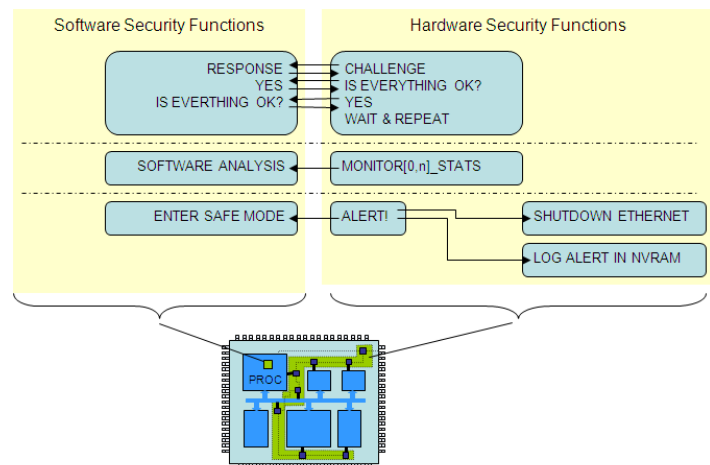 Software Security Functions
Hardware Security Functions
RESPONSE
YES
IS EVERTHING OK?
CHALLENGE
IS EVERYTHING OK?
YES
WAIT & REPEAT
SOFTWARE ANALYSIS
MONITOR[0,n]_STATS
ENTER SAFE MODE
ALERT!
SHUTDOWN ETHERNET
LOG ALERT IN NVRAM
PROC